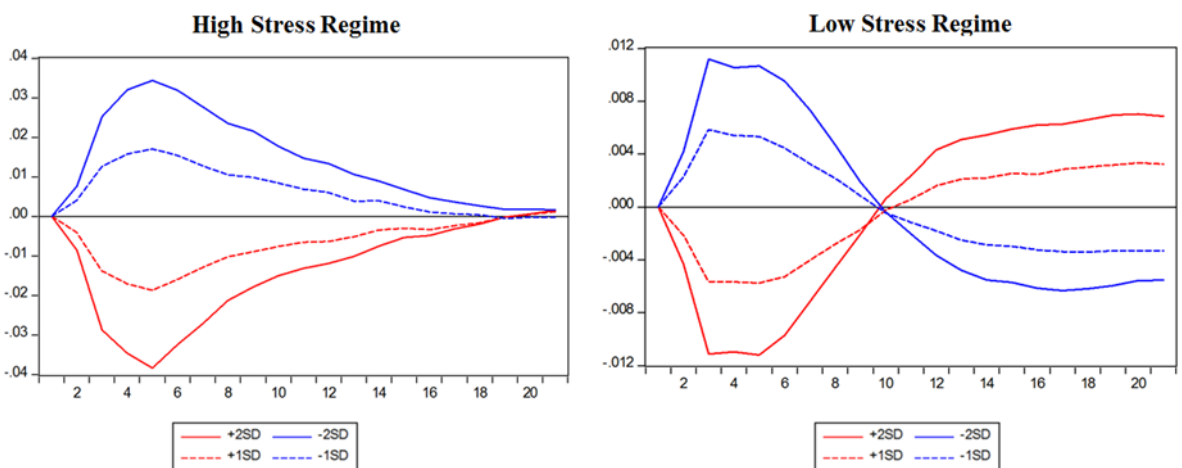 High Stress Regime
.04
.03
.02
.01
.00
-.01
-.02
-.03
-.04
2 4 6 8 10 12 14 16 18 20
+2SD -2SD
+1SD -1SD
Low Stress Regime
.012
.008
.004
.000
-.004
-.008
-.012
2 4 6 8 10 12 14 16 18 20
+2SD -2SD
+1SD -1SD